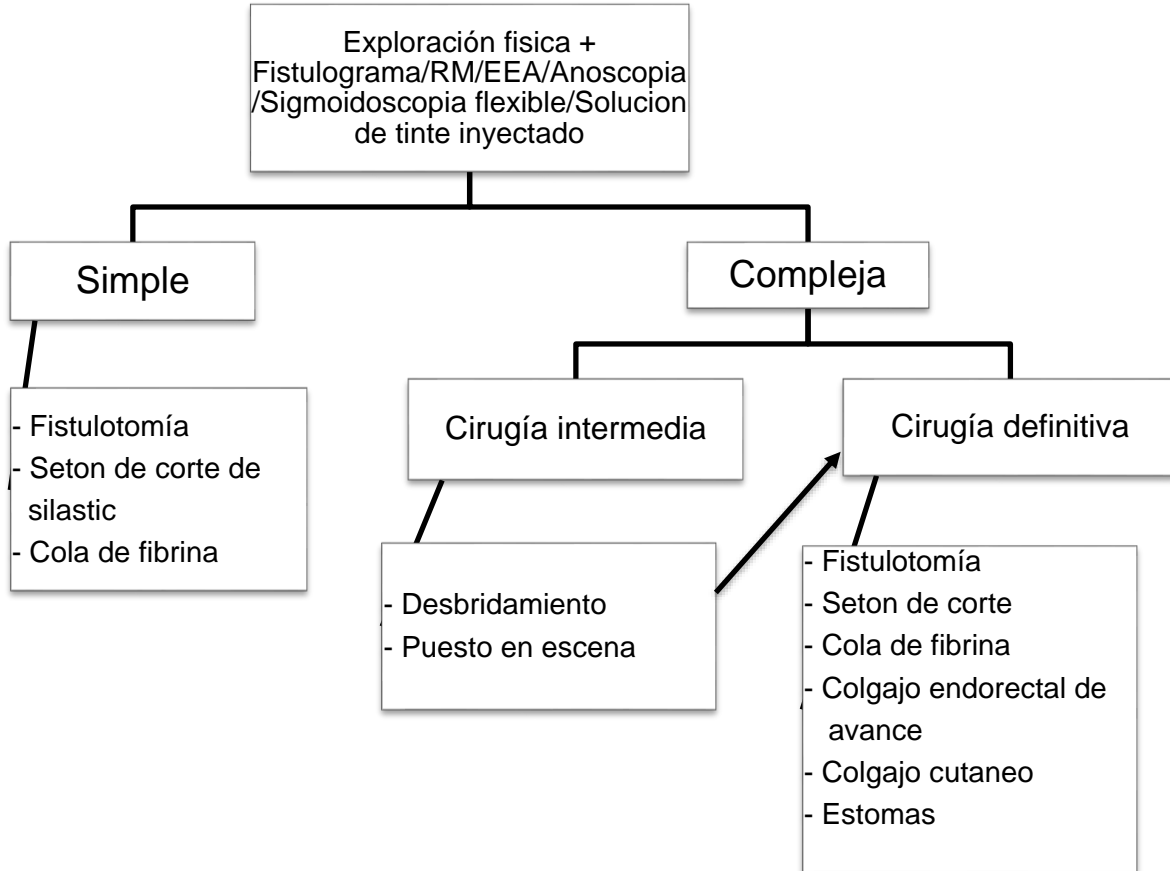 Exploración fisica +
Fistulograma/RM/EEA/Anoscopia
/Sigmoidoscopia flexible/Solucion
de tinte inyectado
Simple
Compleja
- Fistulotomía
- Seton de corte de
silastic
- Cola de fibrina
Cirugía intermedia
Cirugía definitiva
- Desbridamiento
- Puesto en escena
- Fistulotomía
- Seton de corte
- Cola de fibrina
- Colgajo endorectal de
avance
- Colgajo cutaneo
- Estomas